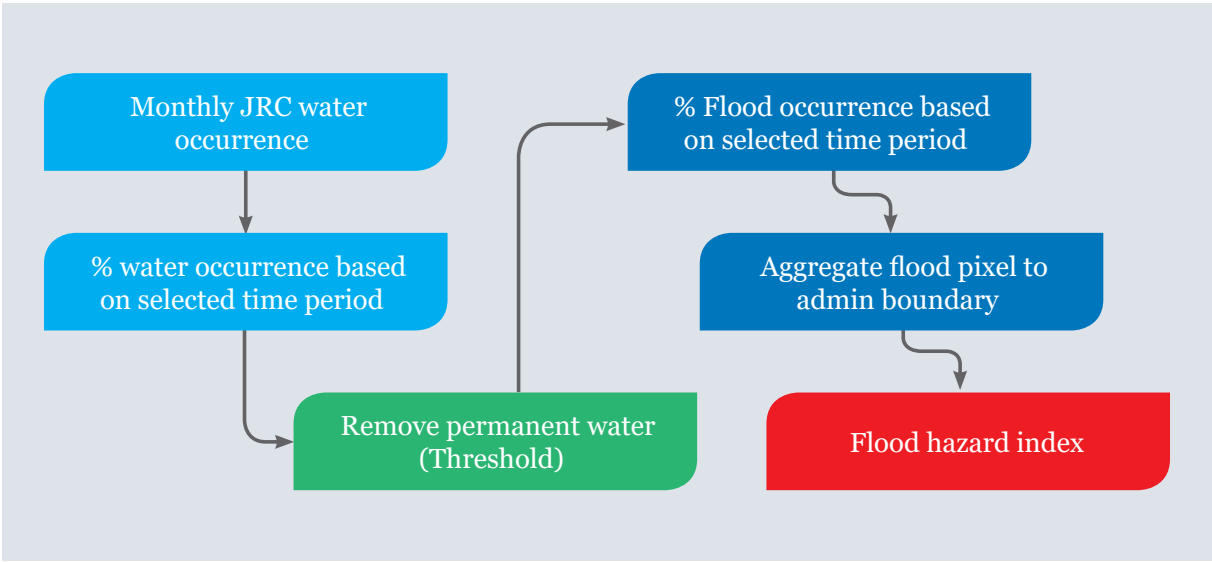 Monthly JRC water
occurrence
% water occurrence based
on selected time period
Remove permanent water
(Threshold)
% Flood occurrence based
on selected time period
Aggregate flood pixel to
admin boundary
Flood hazard index